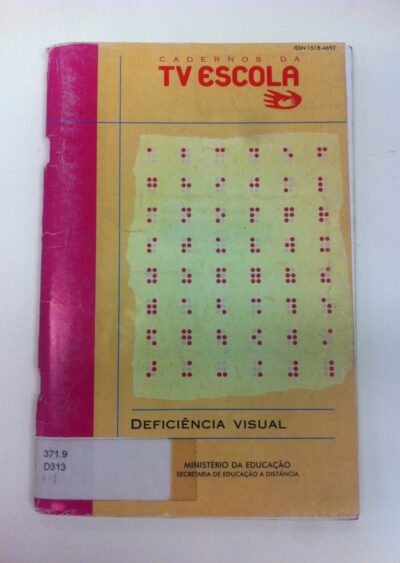 ISSN 1518-4692
CADERNOS DA
TV ESCOLA
DEFICIÊNCIA VISUAL
371.9
D313
MINISTÉRIO DA EDUCAÇÃO
SECRETARIA DE EDUCAÇÃO A DISTÂNCIA